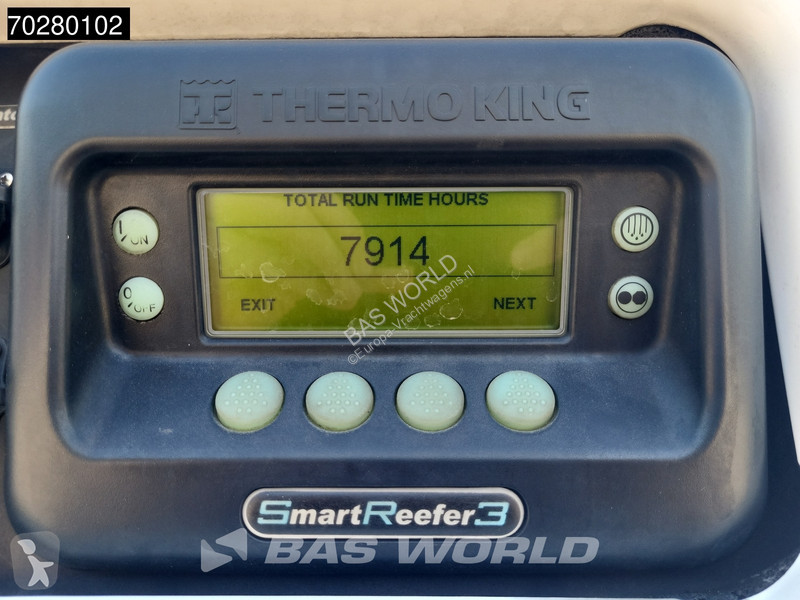 70280102
THERMO KING
TOTAL RUN TIME HOURS
7914
EXIT
NEXT
I/ON
0/OFF
BAS WORLD
©Europa-Vrachtwagens.nl
SmartReefer3
BAS WORLD